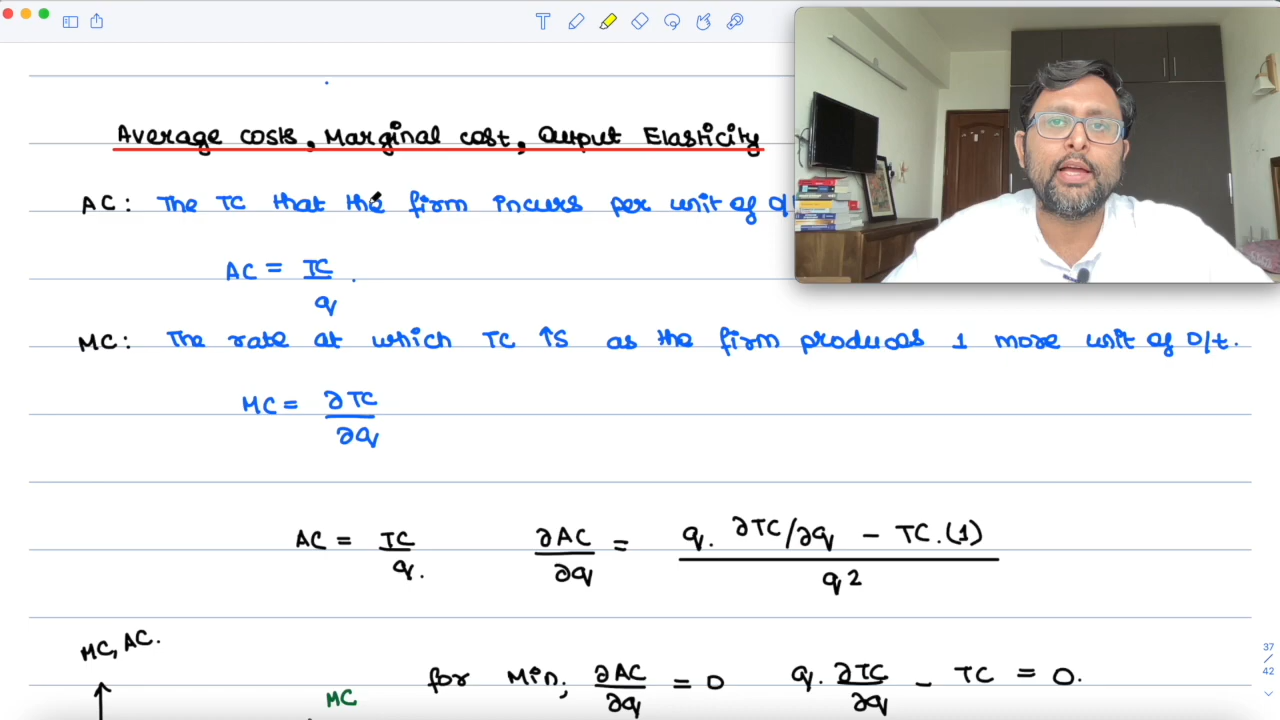 Average costs, Marginal cost, Output Elasticity
AC: The TC that the firm incurs per unit of
AC = TC/q.
MC: The rate at which TC ↑s as the firm produces 1 more unit of O/t.
MC = ∂TC/∂q
AC = TC/q. ∂AC/∂q = q. ∂TC/∂q - TC.(1) / q2
MC, AC.
for Min; ∂AC/∂q = 0 q. ∂TC/∂q - TC = 0.
MC
37
/
42